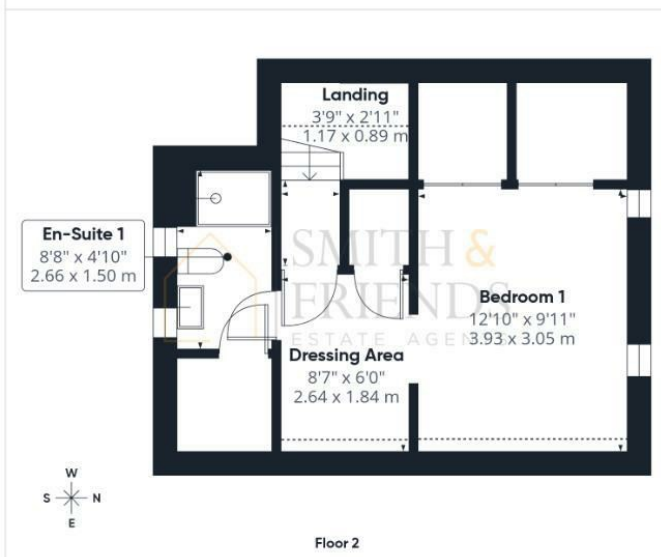 Landing
3'9" x 2'11"
1.17 x 0.89 m
En-Suite 1
8'8" x 4'10"
2.66 x 1.50 m
SMITH &
FRIENDS
ESTATE AGENTS
Bedroom 1
12'10" x 9'11"
3.93 x 3.05 m
Dressing Area
8'7" x 6'0"
2.64 x 1.84 m
W
S N
E
Floor 2